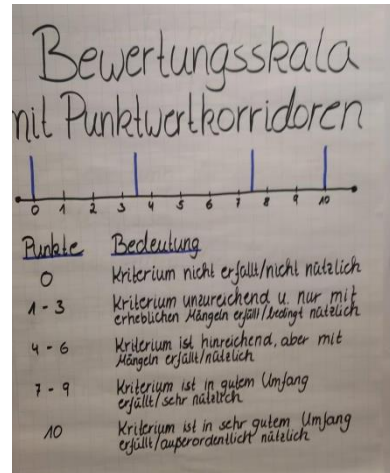 Bewertungsskala
mit Punktwertkorridoren
0 1 2 3 4 5 6 7 8 9 10
Punkte Bedeutung
0 Kriterium nicht erfüllt/nicht nützlich
1 - 3 Kriterium unzureichend u. nur mit
erheblichen Mängeln erfüllt/bedingt nützlich
4 - 6 Kriterium ist hinreichend, aber mit
Mängeln erfüllt/nützlich
7 - 9 Kriterium ist in gutem Umfang
erfüllt/sehr nützlich
10 Kriterium ist in sehr gutem Umfang
erfüllt/außerordentlich nützlich